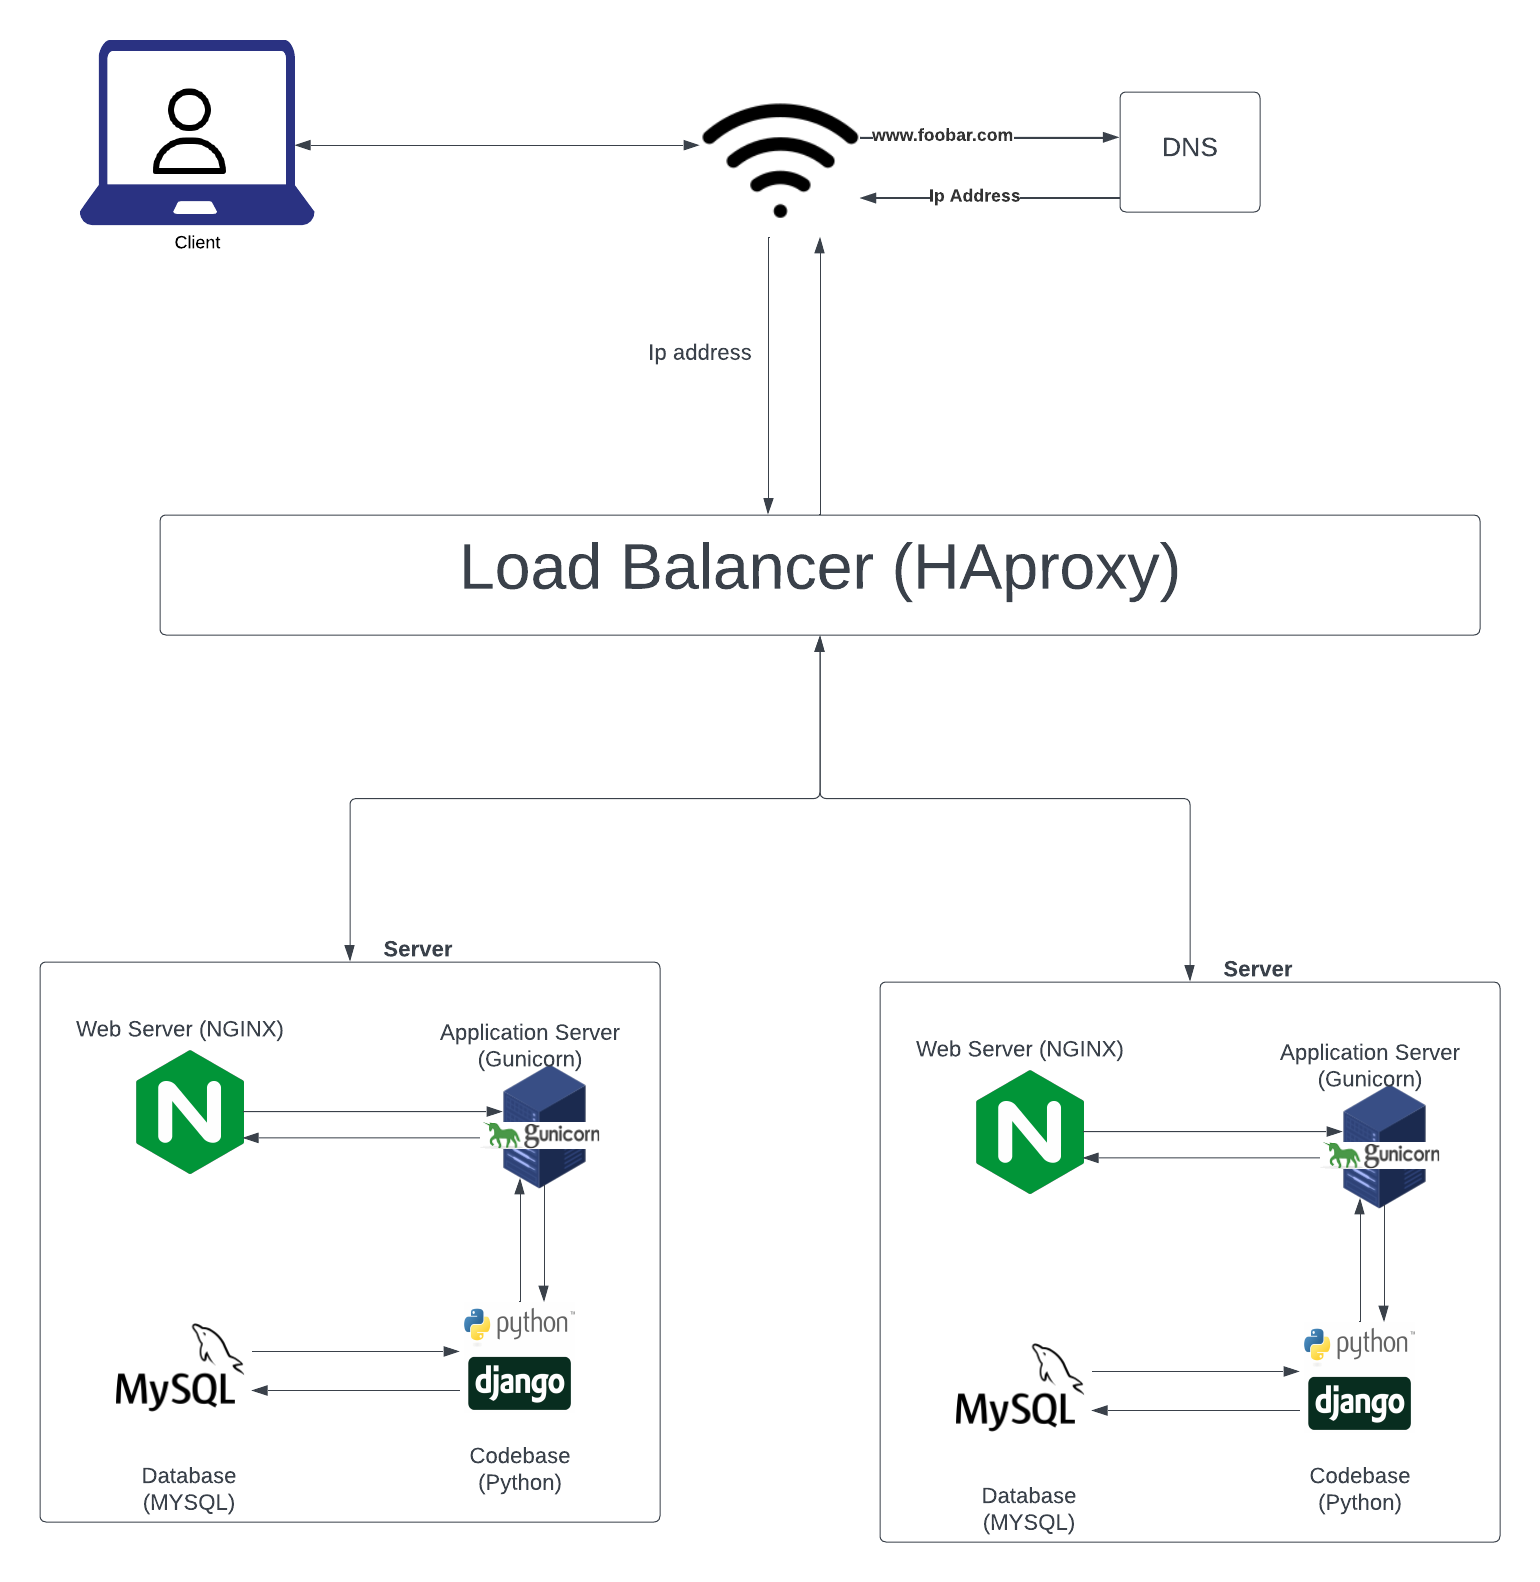 www.foobar.com
DNS
Ip Address
Client
Ip address
Load Balancer (HAproxy)
Server
Web Server (NGINX)
Application Server
(Gunicorn)
N
gunicorn
python™
django
MySQL
Codebase
(Python)
Database
(MYSQL)
Server
Web Server (NGINX)
Application Server
(Gunicorn)
N
gunicorn
python™
django
MySQL
Codebase
(Python)
Database
(MYSQL)